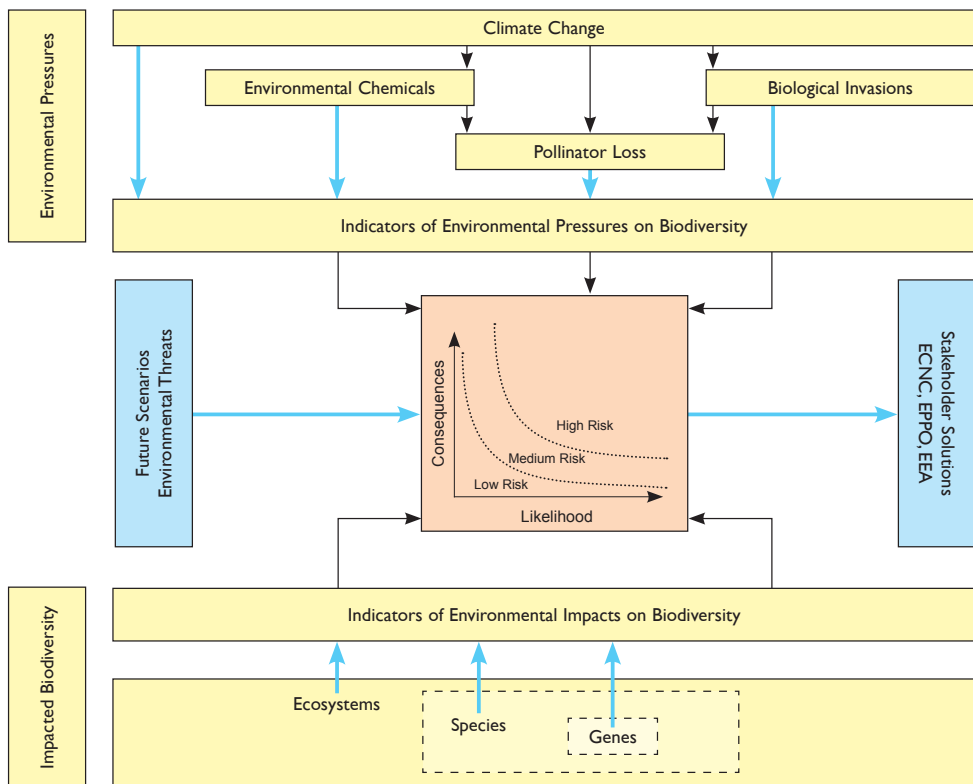 Environmental Pressures
Climate Change
Environmental Chemicals
Biological Invasions
Pollinator Loss
Indicators of Environmental Pressures on Biodiversity
Future Scenarios
Environmental Threats
Consequences
High Risk
Medium Risk
Low Risk
Likelihood
Stakeholder Solutions
ECNC, EPPO, EEA
Impacted Biodiversity
Indicators of Environmental Impacts on Biodiversity
Ecosystems
Species
Genes